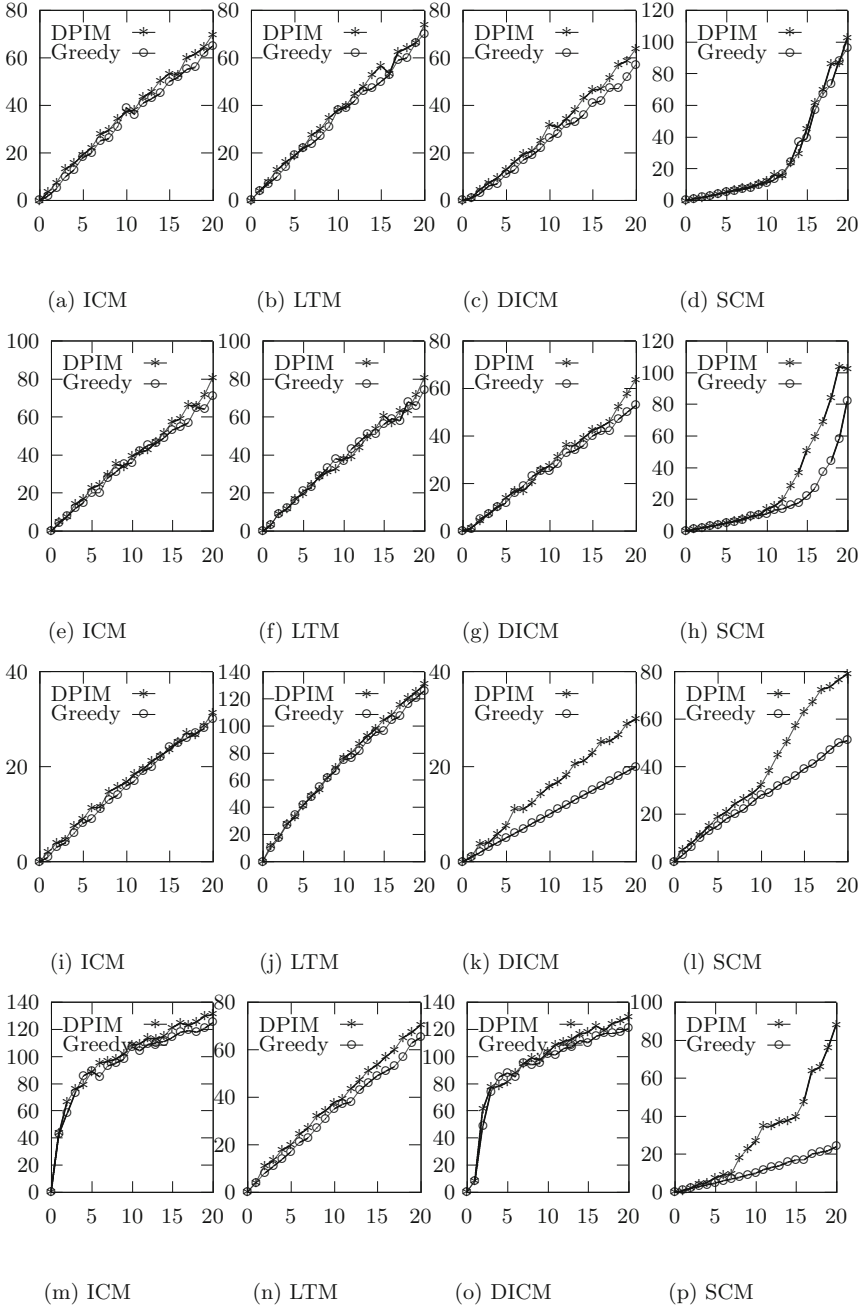 80
60
40
20
0
0 5 10 15 20
DPIM
Greedy
(a) ICM
80
60
40
20
0
0 5 10 15 20
DPIM
Greedy
(b) LTM
80
60
40
20
0
0 5 10 15 20
DPIM
Greedy
(c) DICM
120
100
80
60
40
20
0
0 5 10 15 20
DPIM
Greedy
(d) SCM
100
80
60
40
20
0
0 5 10 15 20
DPIM
Greedy
(e) ICM
100
80
60
40
20
0
0 5 10 15 20
DPIM
Greedy
(f) LTM
80
60
40
20
0
0 5 10 15 20
DPIM
Greedy
(g) DICM
120
100
80
60
40
20
0
0 5 10 15 20
DPIM
Greedy
(h) SCM
40
20
0
0 5 10 15 20
DPIM
Greedy
(i) ICM
140
120
100
80
60
40
20
0
0 5 10 15 20
DPIM
Greedy
(j) LTM
40
20
0
0 5 10 15 20
DPIM
Greedy
(k) DICM
80
60
40
20
0
0 5 10 15 20
DPIM
Greedy
(l) SCM
140
120
100
80
60
40
20
0
0 5 10 15 20
DPIM
Greedy
(m) ICM
80
60
40
20
0
0 5 10 15 20
DPIM
Greedy
(n) LTM
140
120
100
80
60
40
20
0
0 5 10 15 20
DPIM
Greedy
(o) DICM
100
80
60
40
20
0
0 5 10 15 20
DPIM
Greedy
(p) SCM